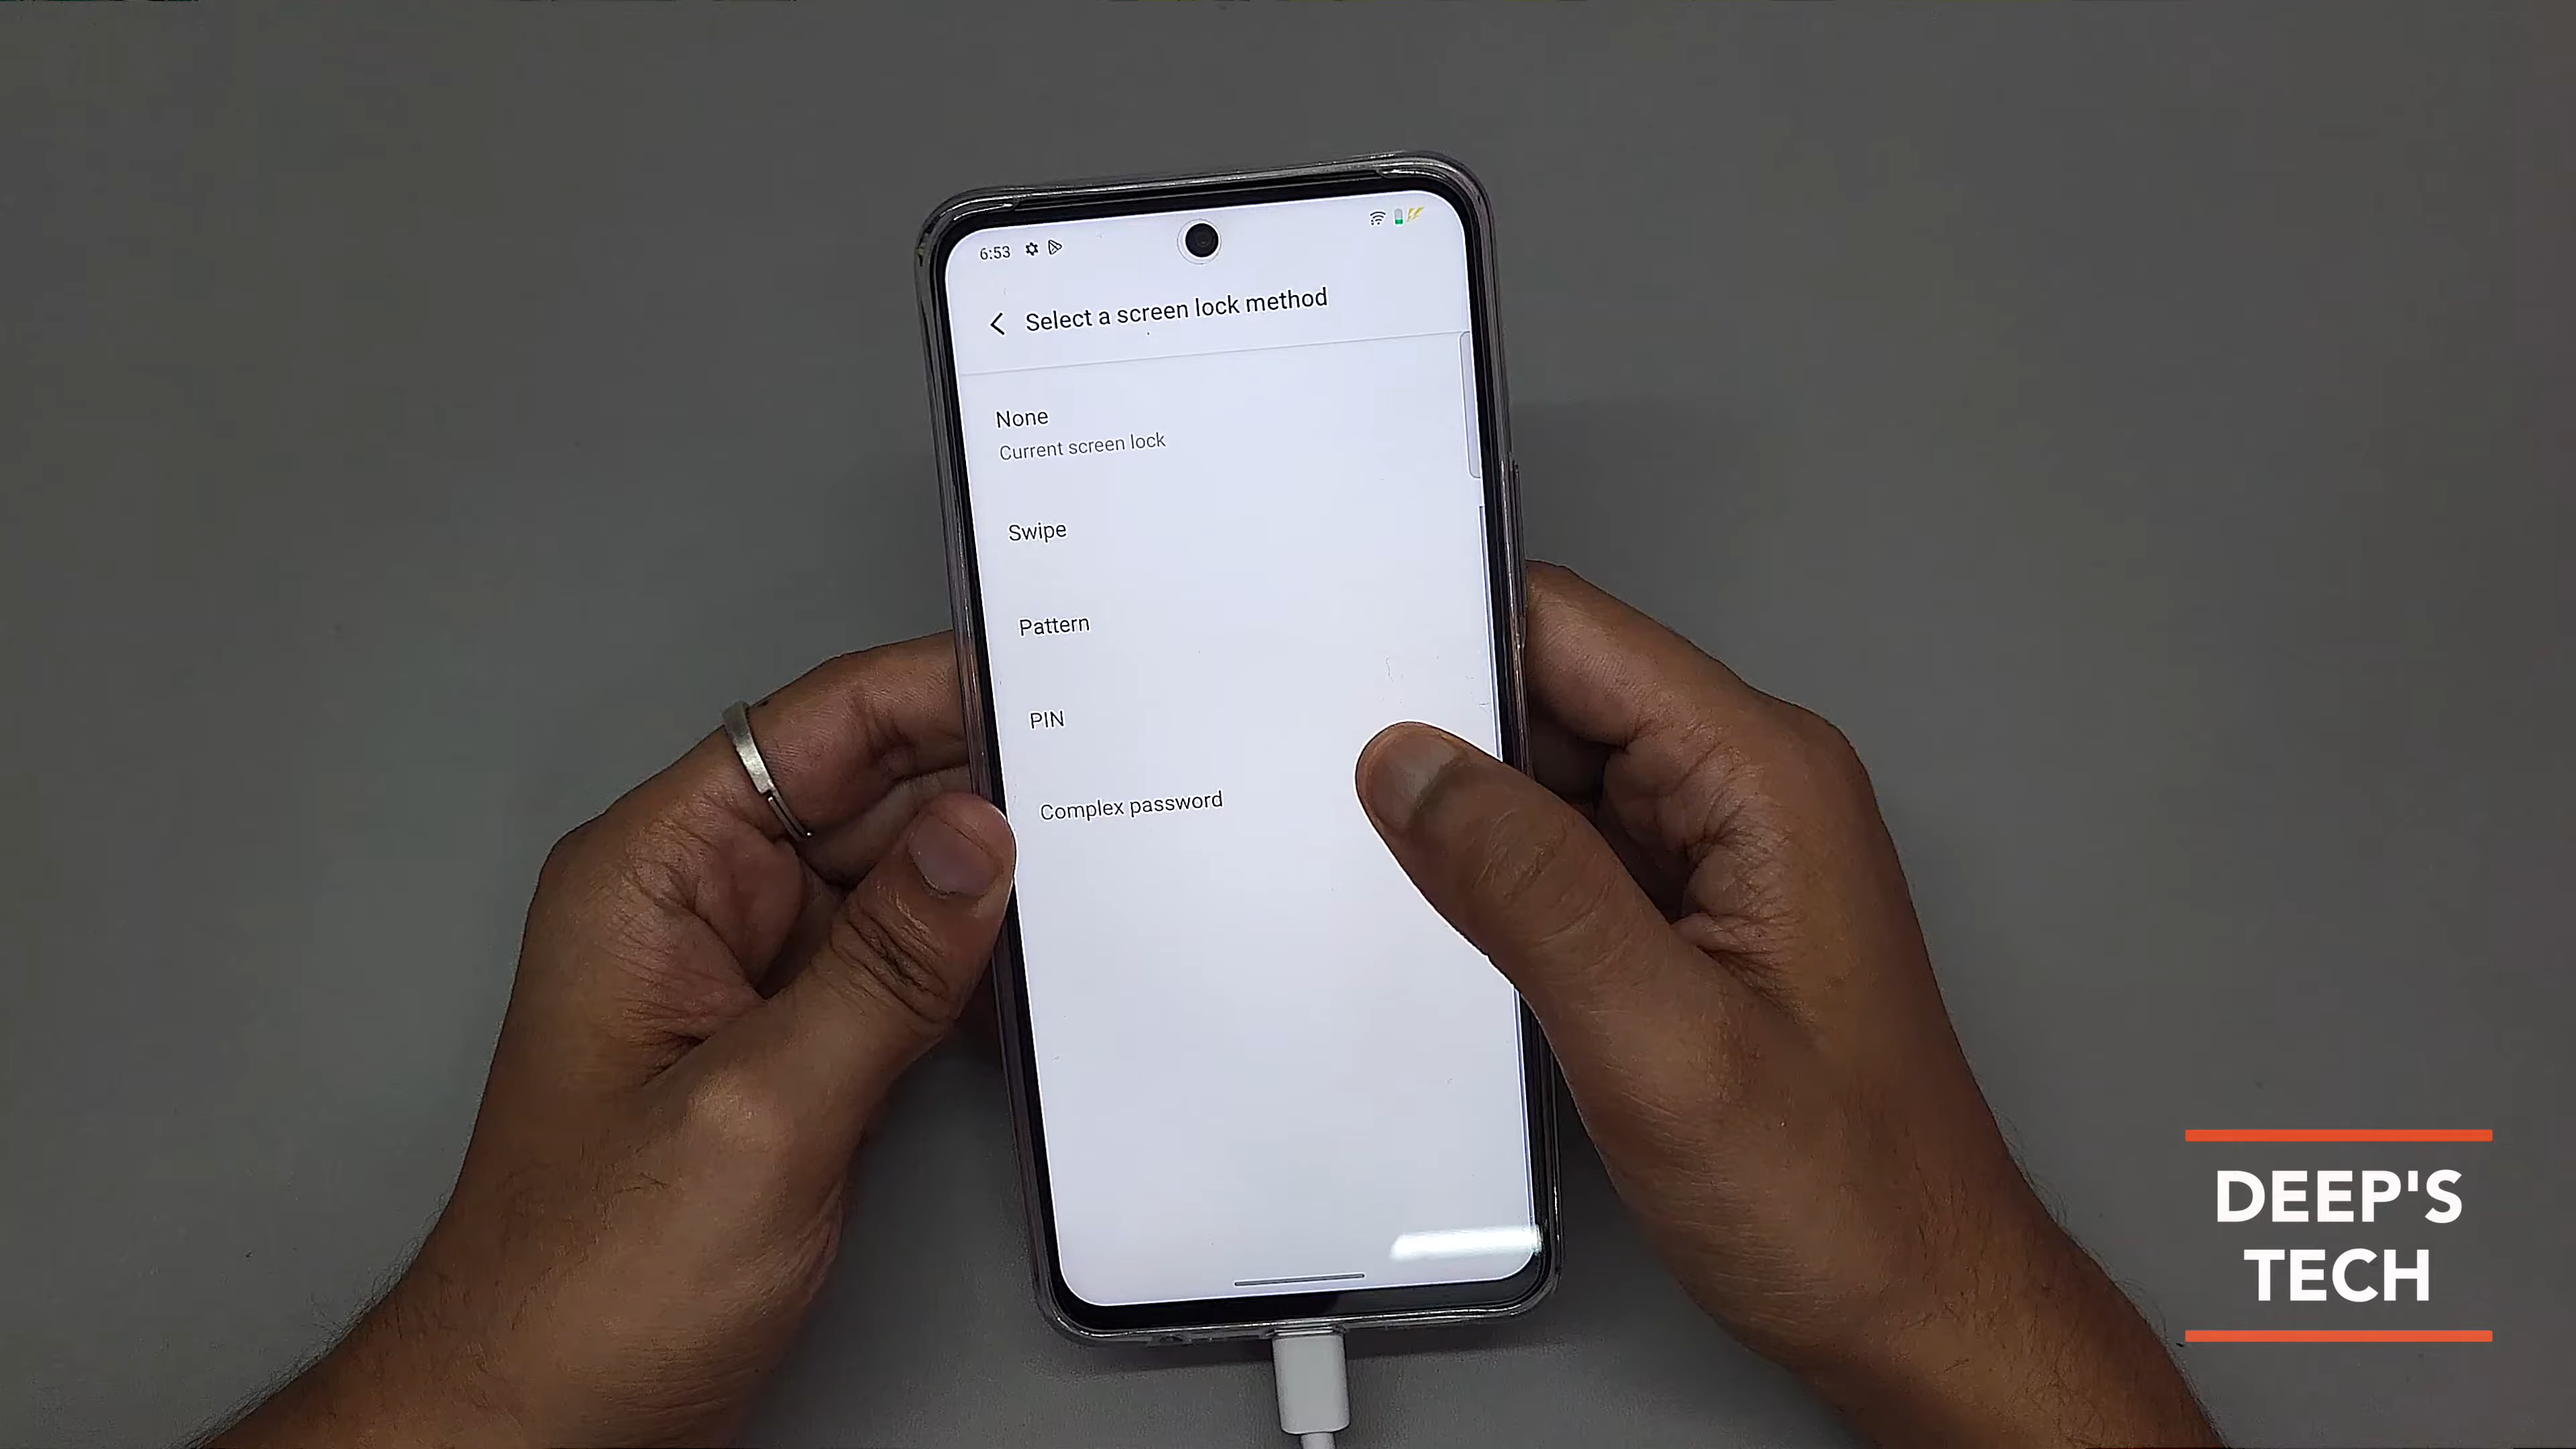 6:53
Select a screen lock method
None
Current screen lock
Swipe
Pattern
PIN
Complex password
DEEP'S
TECH